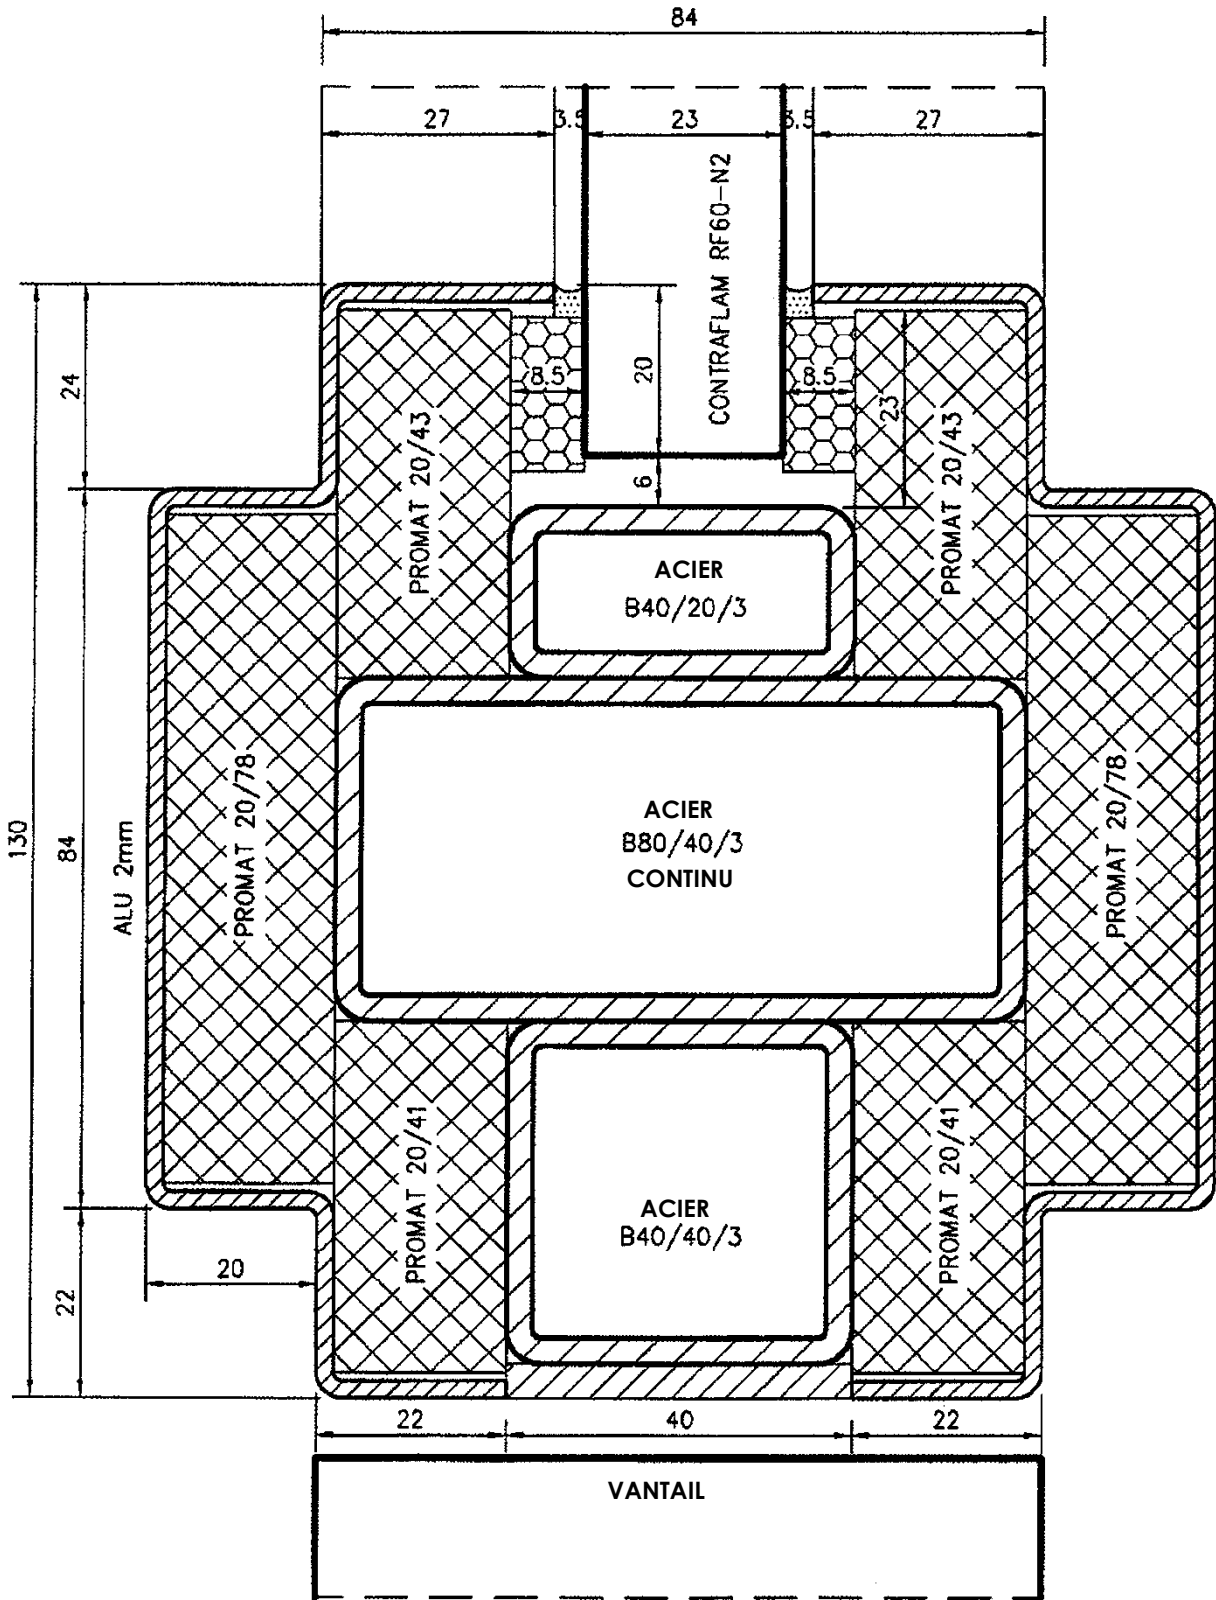 84
27
3.5
23
3.5
27
CONTRAFLAM RF60-N2
24
8.5
20
8.5
23
6
PROMAT 20/43
PROMAT 20/43
ACIER
B40/20/3
130
84
ALU 2mm
PROMAT 20/78
ACIER
B80/40/3
CONTINU
PROMAT 20/78
PROMAT 20/41
ACIER
B40/40/3
PROMAT 20/41
20
22
22
40
22
VANTAIL